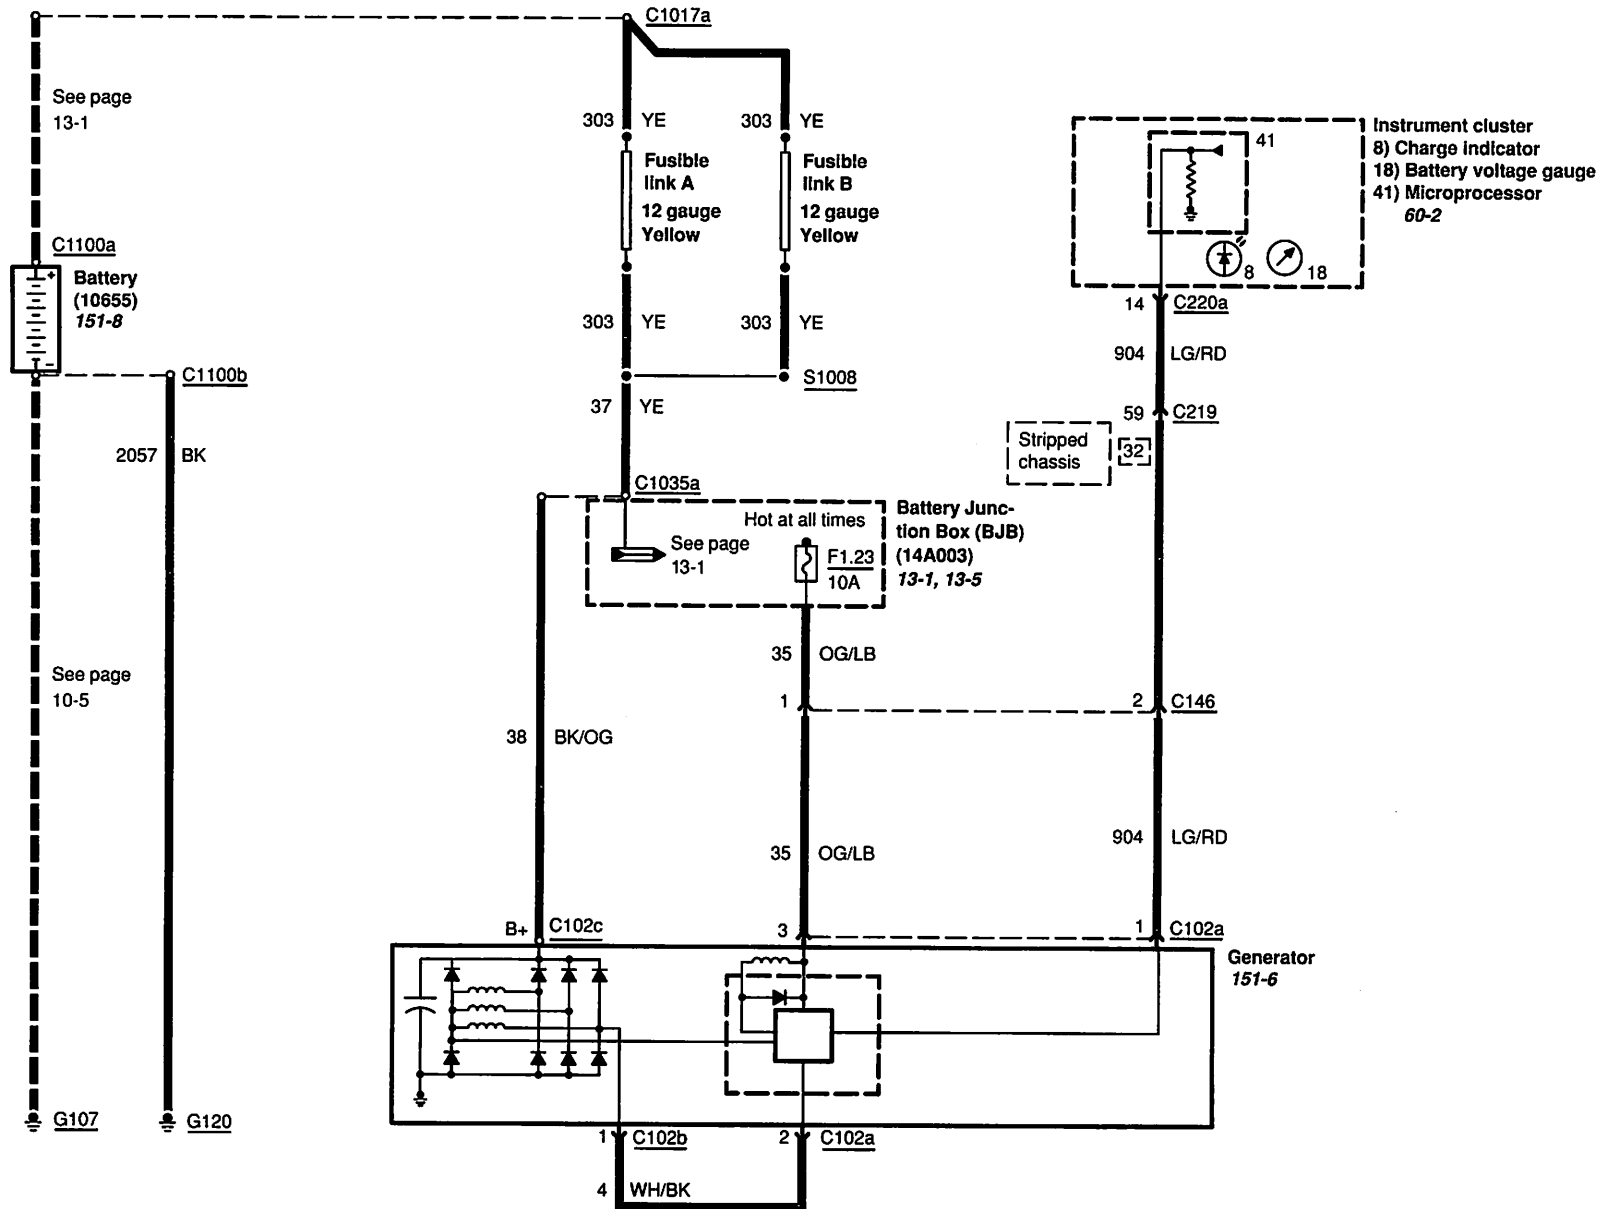 C1017a
See page
13-1
303 YE
303 YE
Fusible
link A
12 gauge
Yellow
Fusible
link B
12 gauge
Yellow
41
Instrument cluster
8) Charge indicator
18) Battery voltage gauge
41) Microprocessor
60-2
8
18
C1100a
+
Battery
(10655)
151-8
-
14 C220a
303 YE
303 YE
904 LG/RD
C1100b
S1008
37 YE
59 C219
Stripped
chassis
32
2057 BK
C1035a
Hot at all times
See page
13-1
F1.23
10A
Battery Junc-
tion Box (BJB)
(14A003)
13-1, 13-5
35 OG/LB
See page
10-5
1
2 C146
38 BK/OG
904 LG/RD
35 OG/LB
B+ C102c
3
1 C102a
Generator
151-6
G107
G120
1 C102b
2 C102a
4 WH/BK